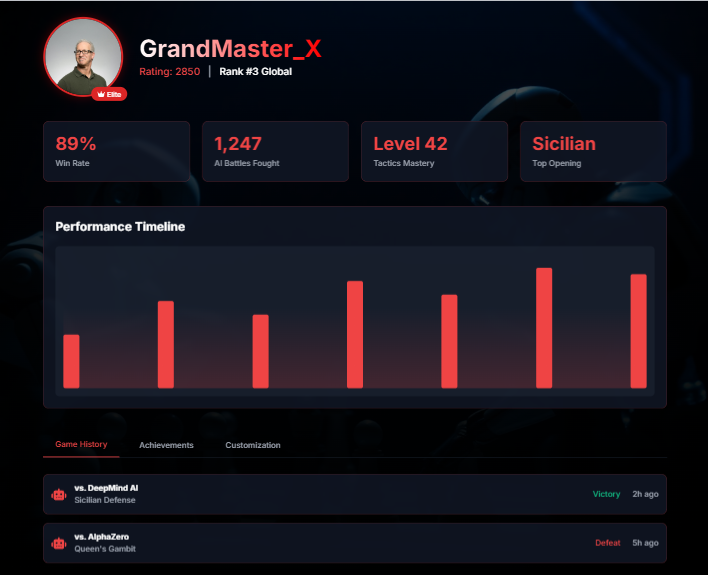 GrandMaster_X
Rating: 2850 | Rank #3 Global
Elite
89%
Win Rate
1,247
AI Battles Fought
Level 42
Tactics Mastery
Sicilian
Top Opening
Performance Timeline
Game History Achievements Customization
vs. DeepMind AI
Sicilian Defense
Victory 2h ago
vs. AlphaZero
Queen's Gambit
Defeat 5h ago